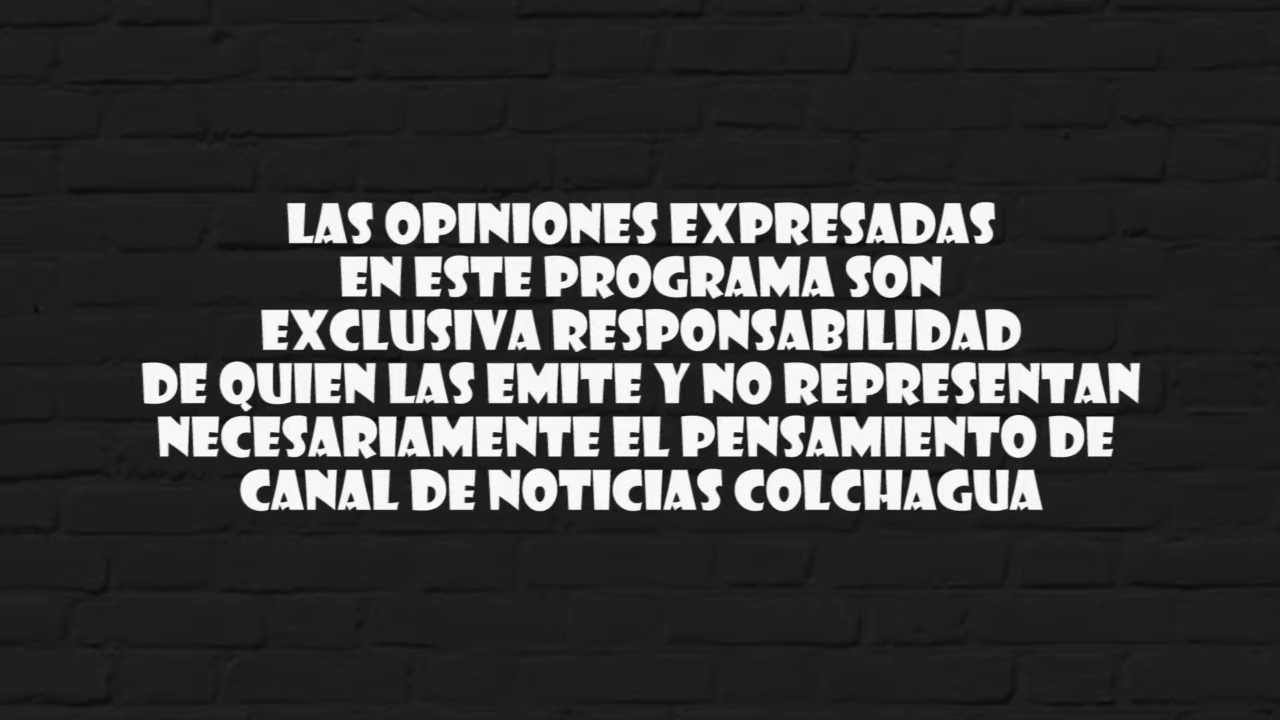 LAS OPINIONES EXPRESADAS
EN ESTE PROGRAMA SON
EXCLUSIVA RESPONSABILIDAD
DE QUIEN LAS EMITE Y NO REPRESENTAN
NECESARIAMENTE EL PENSAMIENTO DE
CANAL DE NOTICIAS COLCHAGUA